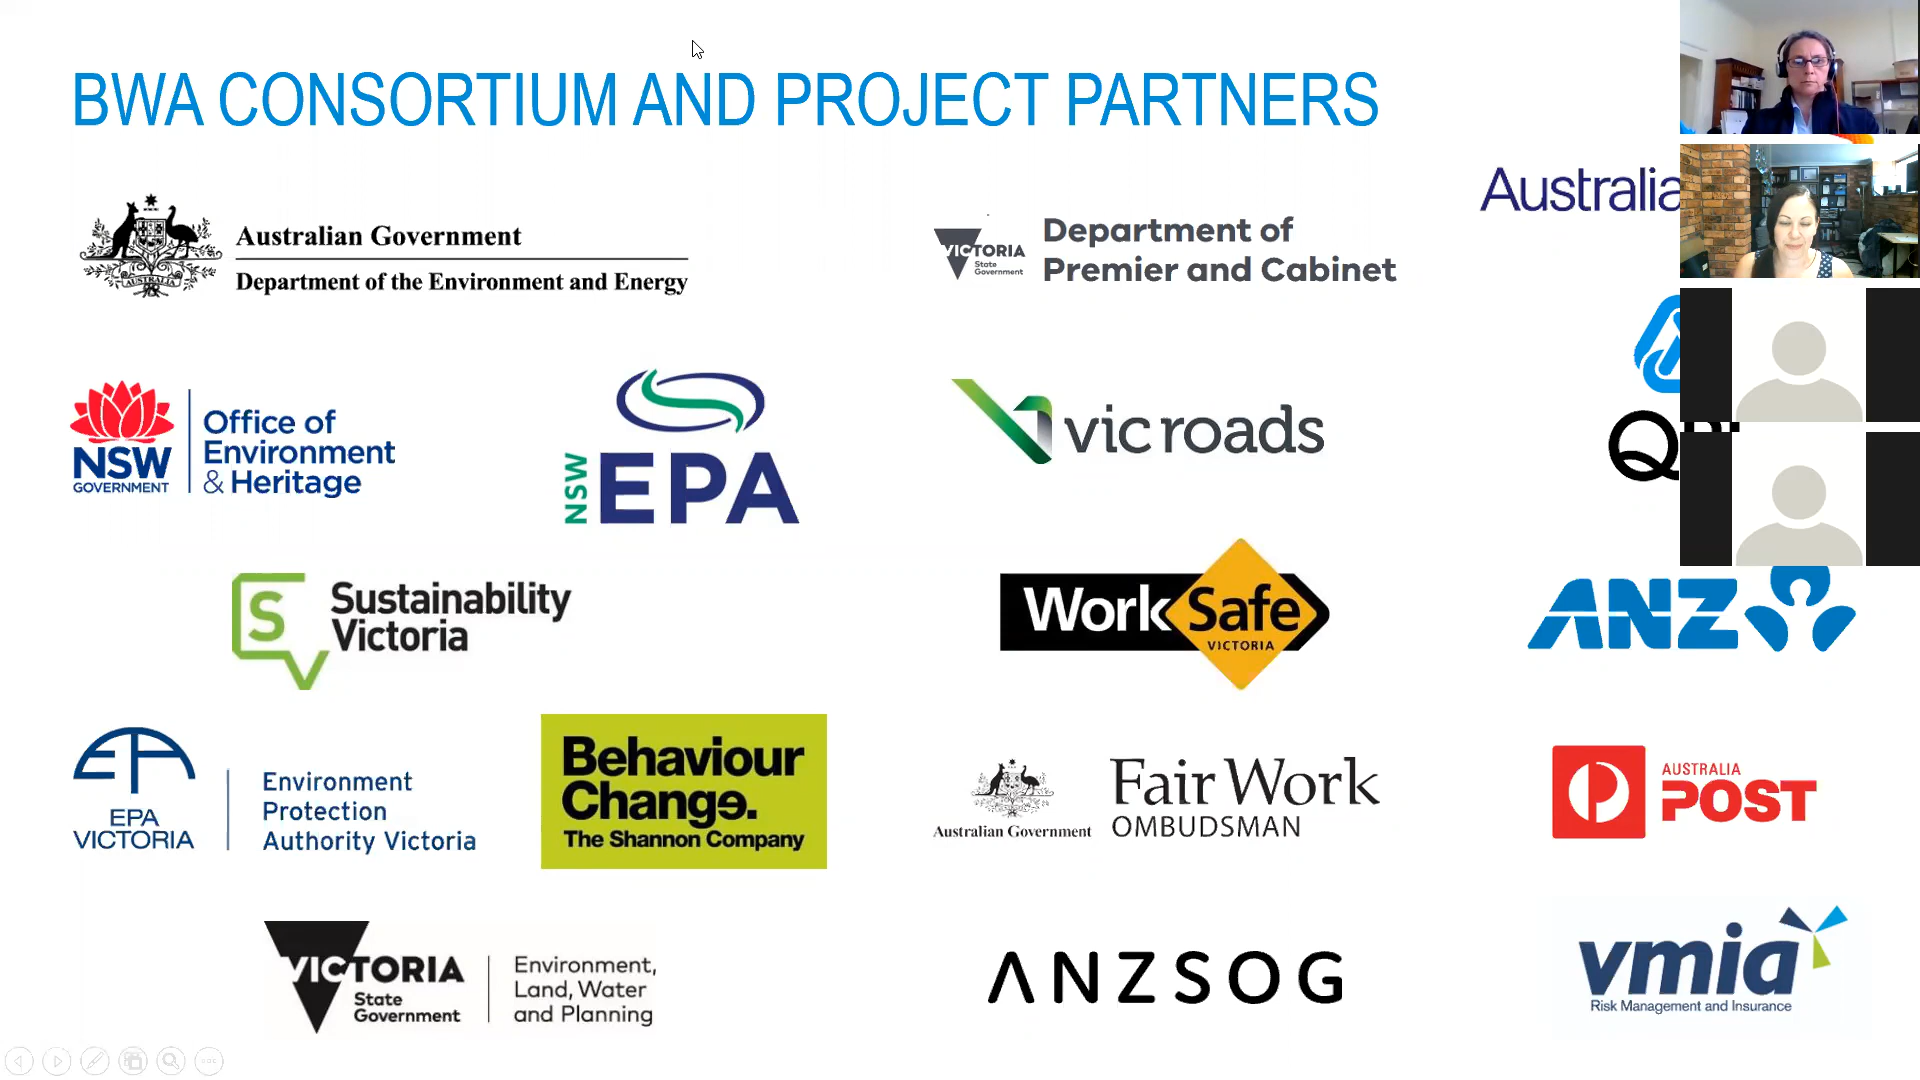 BWA CONSORTIUM AND PROJECT PARTNERS
AUSTRALIA
Australian Government
Department of the Environment and Energy
VICTORIA
State
Government
Department of
Premier and Cabinet
NSW
GOVERNMENT
Office of
Environment
& Heritage
NSW
EPA
vic roads
S
V
Sustainability
Victoria
WorkSafe
VICTORIA
ANZ
EPA
EPA
VICTORIA
Environment
Protection
Authority Victoria
Behaviour
Change.
The Shannon Company
Australian Government
Fair Work
OMBUDSMAN
AUSTRALIA
POST
VICTORIA
State
Government
Environment,
Land, Water
and Planning
ANZSOG
vmia
Risk Management and Insurance